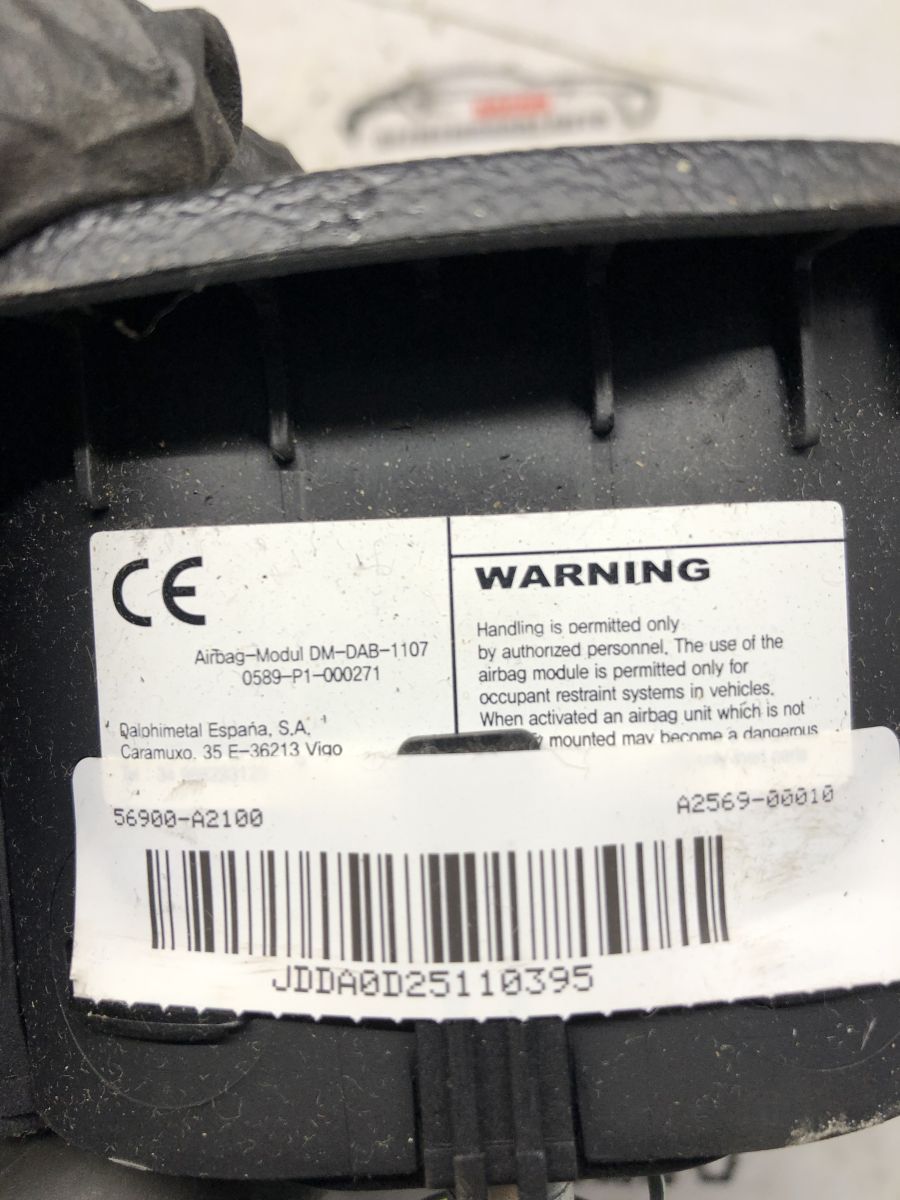 CE
Airbag-Modul DM-DAB-1107
0589-P1-000271
Dalphimetal España, S.A.
Caramuxo. 35 E-36213 Vigo
WARNING
Handling is permitted only
by authorized personnel. The use of the
airbag module is permitted only for
occupant restraint systems in vehicles.
When activated an airbag unit which is not
mounted may become a dangerous
56900-A2100
A2569-00010
JDDA0D25110395